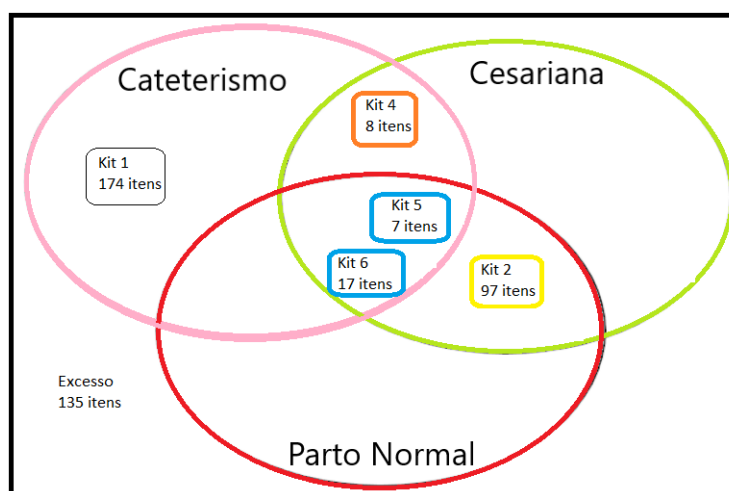 Cateterismo
Cesariana
Kit 4
8 itens
Kit 1
174 itens
Kit 5
7 itens
Kit 6
17 itens
Kit 2
97 itens
Excesso
135 itens
Parto Normal